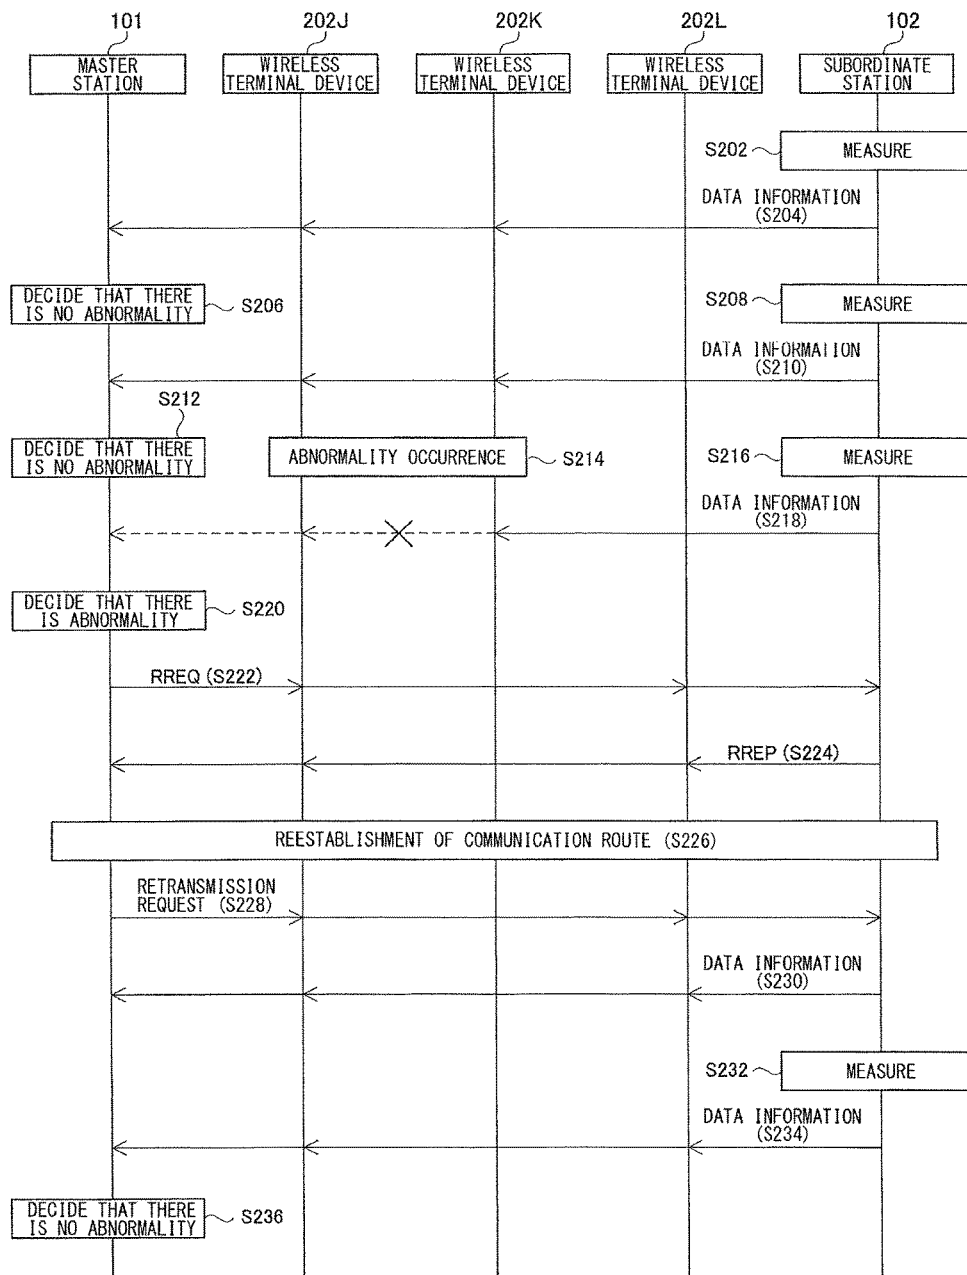 101 202J 202K 202L 102
MASTER STATION
WIRELESS TERMINAL DEVICE
WIRELESS TERMINAL DEVICE
WIRELESS TERMINAL DEVICE
SUBORDINATE STATION
S202 MEASURE
DATA INFORMATION
(S204)
DECIDE THAT THERE
IS NO ABNORMALITY
S206
S208 MEASURE
DATA INFORMATION
(S210)
S212
DECIDE THAT THERE
IS NO ABNORMALITY
ABNORMALITY OCCURRENCE S214
S216 MEASURE
DATA INFORMATION
(S218)
DECIDE THAT THERE
IS ABNORMALITY
S220
RREQ (S222)
RREP (S224)
REESTABLISHMENT OF COMMUNICATION ROUTE (S226)
RETRANSMISSION
REQUEST (S228)
DATA INFORMATION
(S230)
S232 MEASURE
DATA INFORMATION
(S234)
DECIDE THAT THERE
IS NO ABNORMALITY
S236